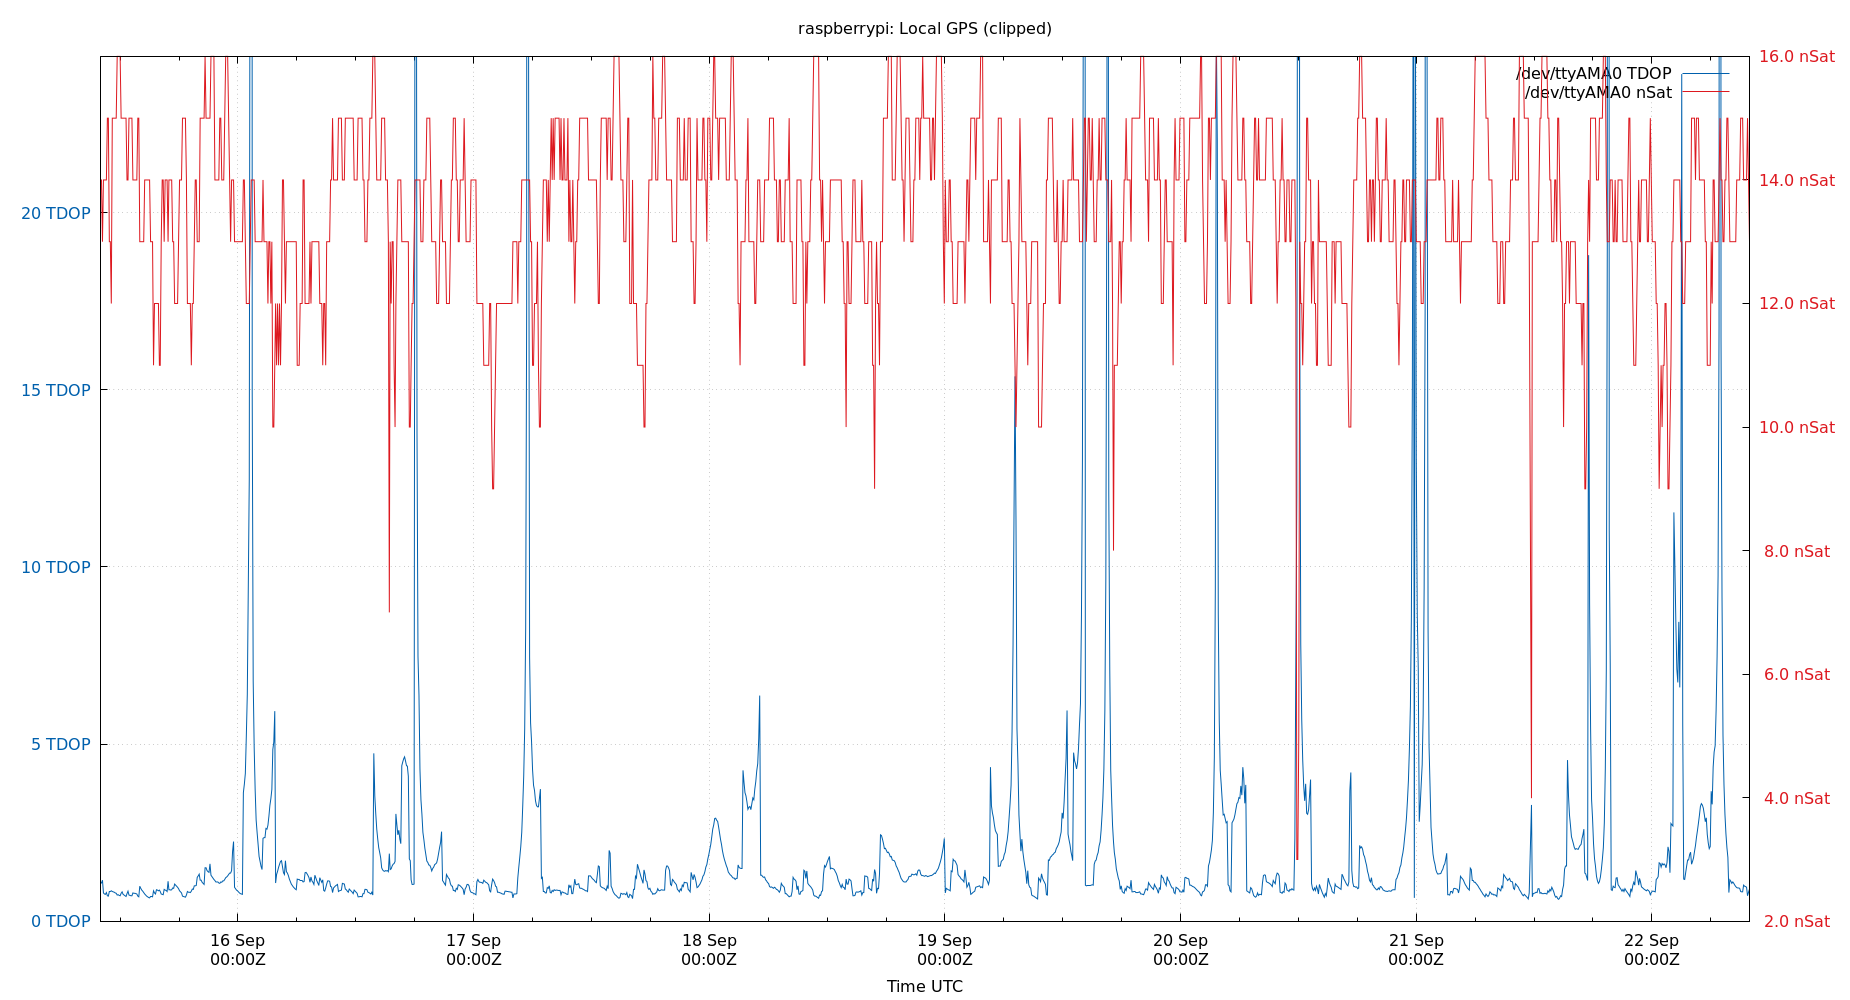 raspberrypi: Local GPS (clipped)
/dev/ttyAMA0 TDOP
/dev/ttyAMA0 nSat
20 TDOP
15 TDOP
10 TDOP
5 TDOP
0 TDOP
16.0 nSat
14.0 nSat
12.0 nSat
10.0 nSat
8.0 nSat
6.0 nSat
4.0 nSat
2.0 nSat
16 Sep 17 Sep 18 Sep 19 Sep 20 Sep 21 Sep 22 Sep
00:00Z 00:00Z 00:00Z 00:00Z 00:00Z 00:00Z 00:00Z
Time UTC